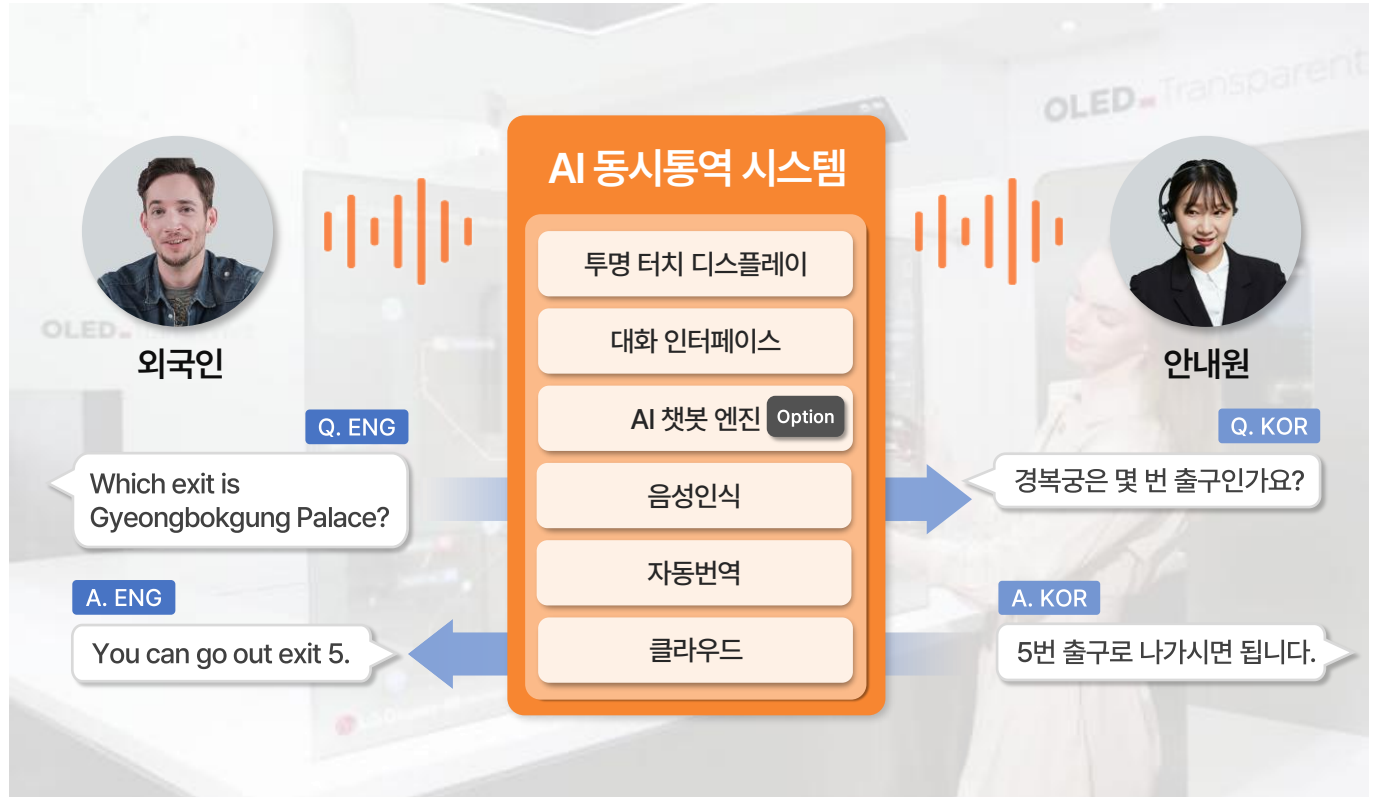 OLED Transparent
AI 동시통역 시스템
투명 터치 디스플레이
대화 인터페이스
AI 챗봇 엔진
Option
음성인식
자동번역
클라우드
OLED
외국인
Q. ENG
Which exit is
Gyeongbokgung Palace?
A. ENG
You can go out exit 5.
안내원
Q. KOR
경복궁은 몇 번 출구인가요?
A. KOR
5번 출구로 나가시면 됩니다.